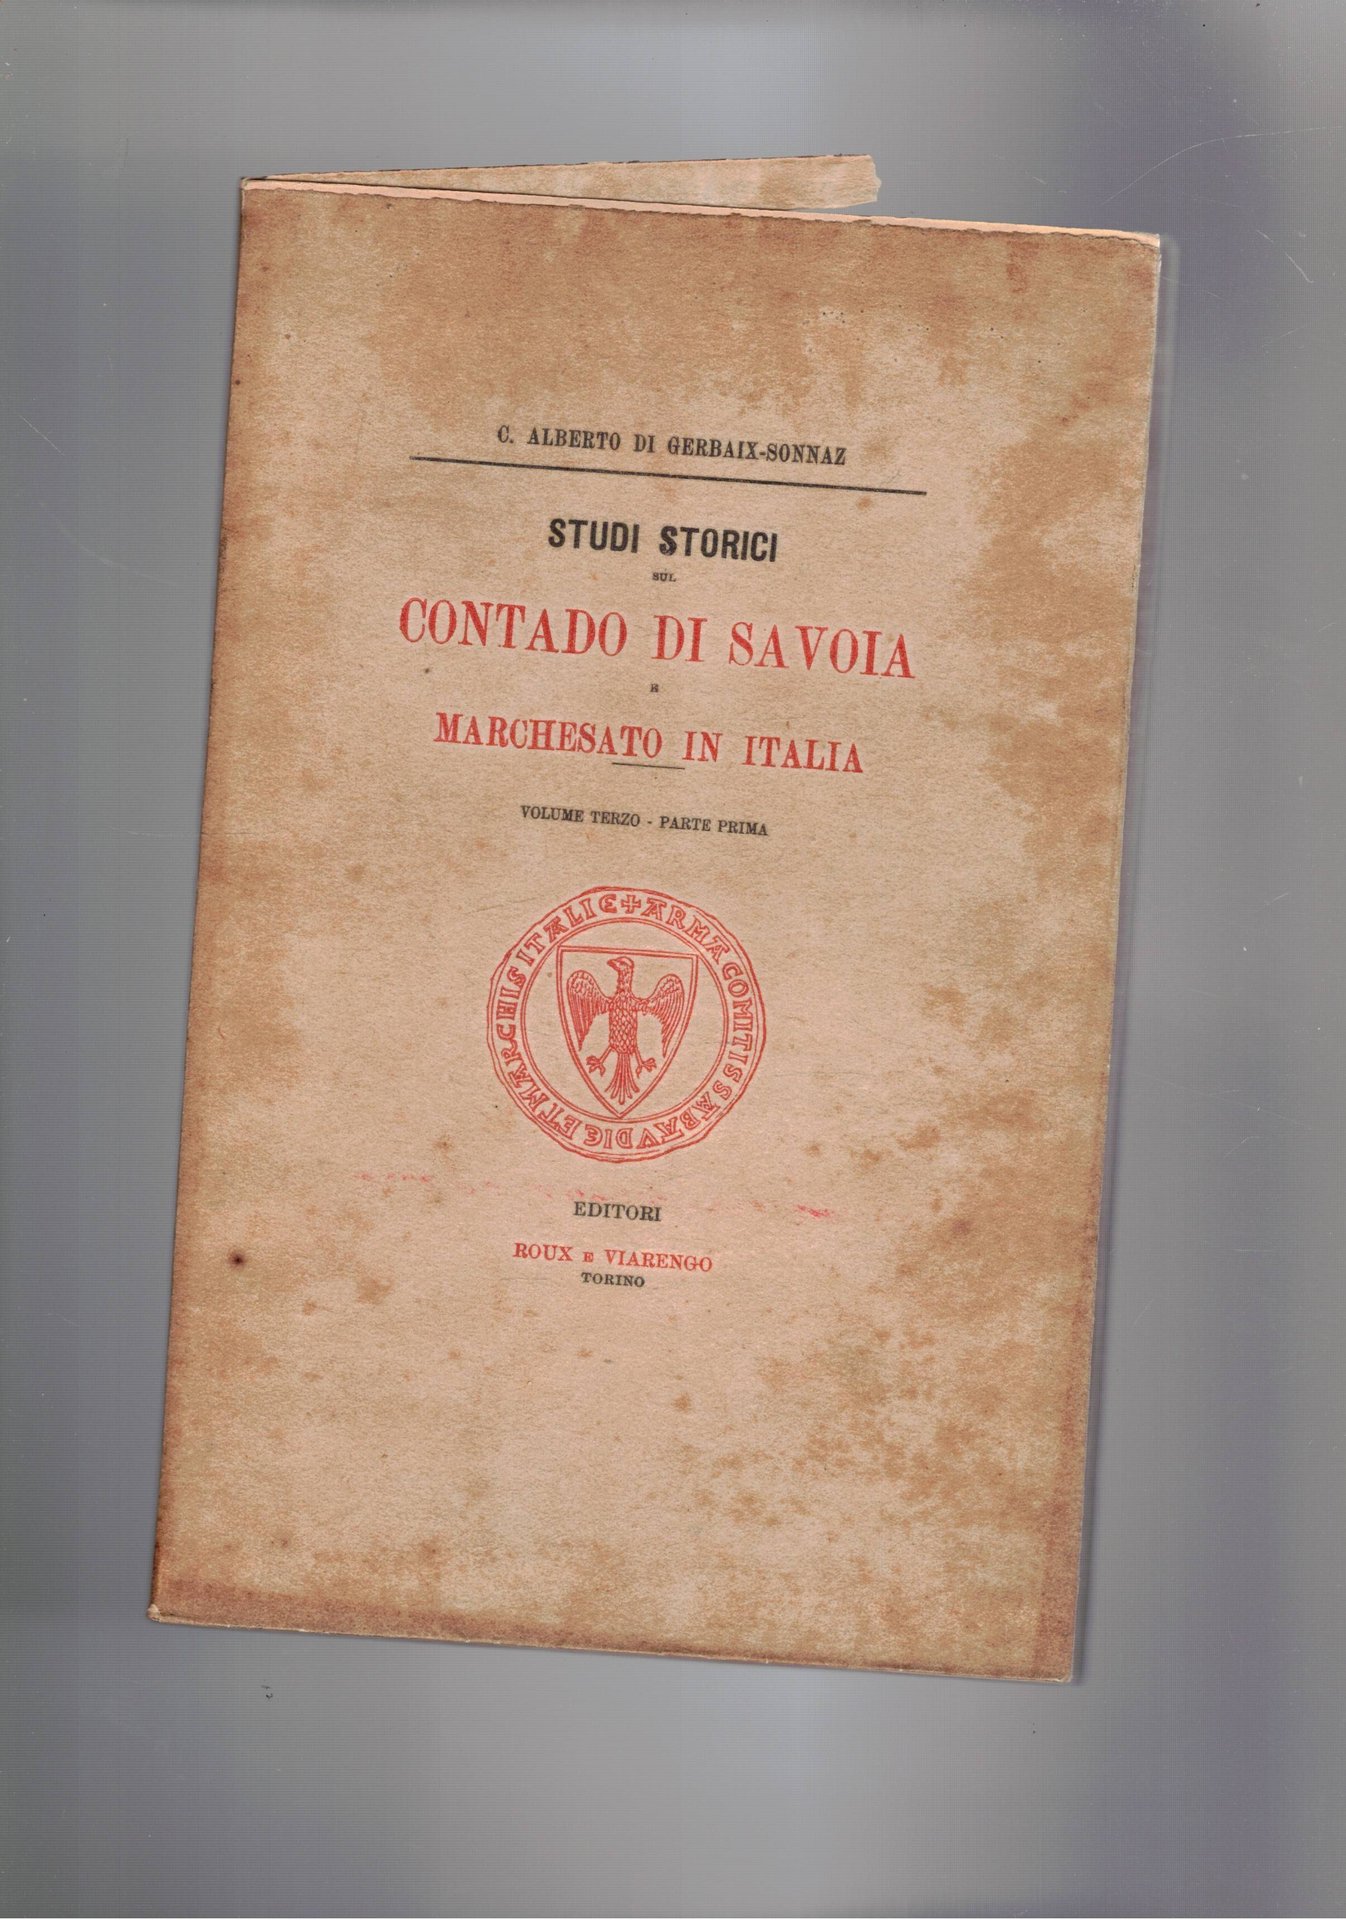 C. ALBERTO DI GERBAIX-SONNAZ
STUDI STORICI
SUL
CONTADO DI SAVOIA
E
MARCHESATO IN ITALIA
VOLUME TERZO - PARTE PRIMA
+ ARMA COMITIS SABAVDIE ET MARCHIS ITALIE
EDITORI
ROUX E VIARENGO
TORINO